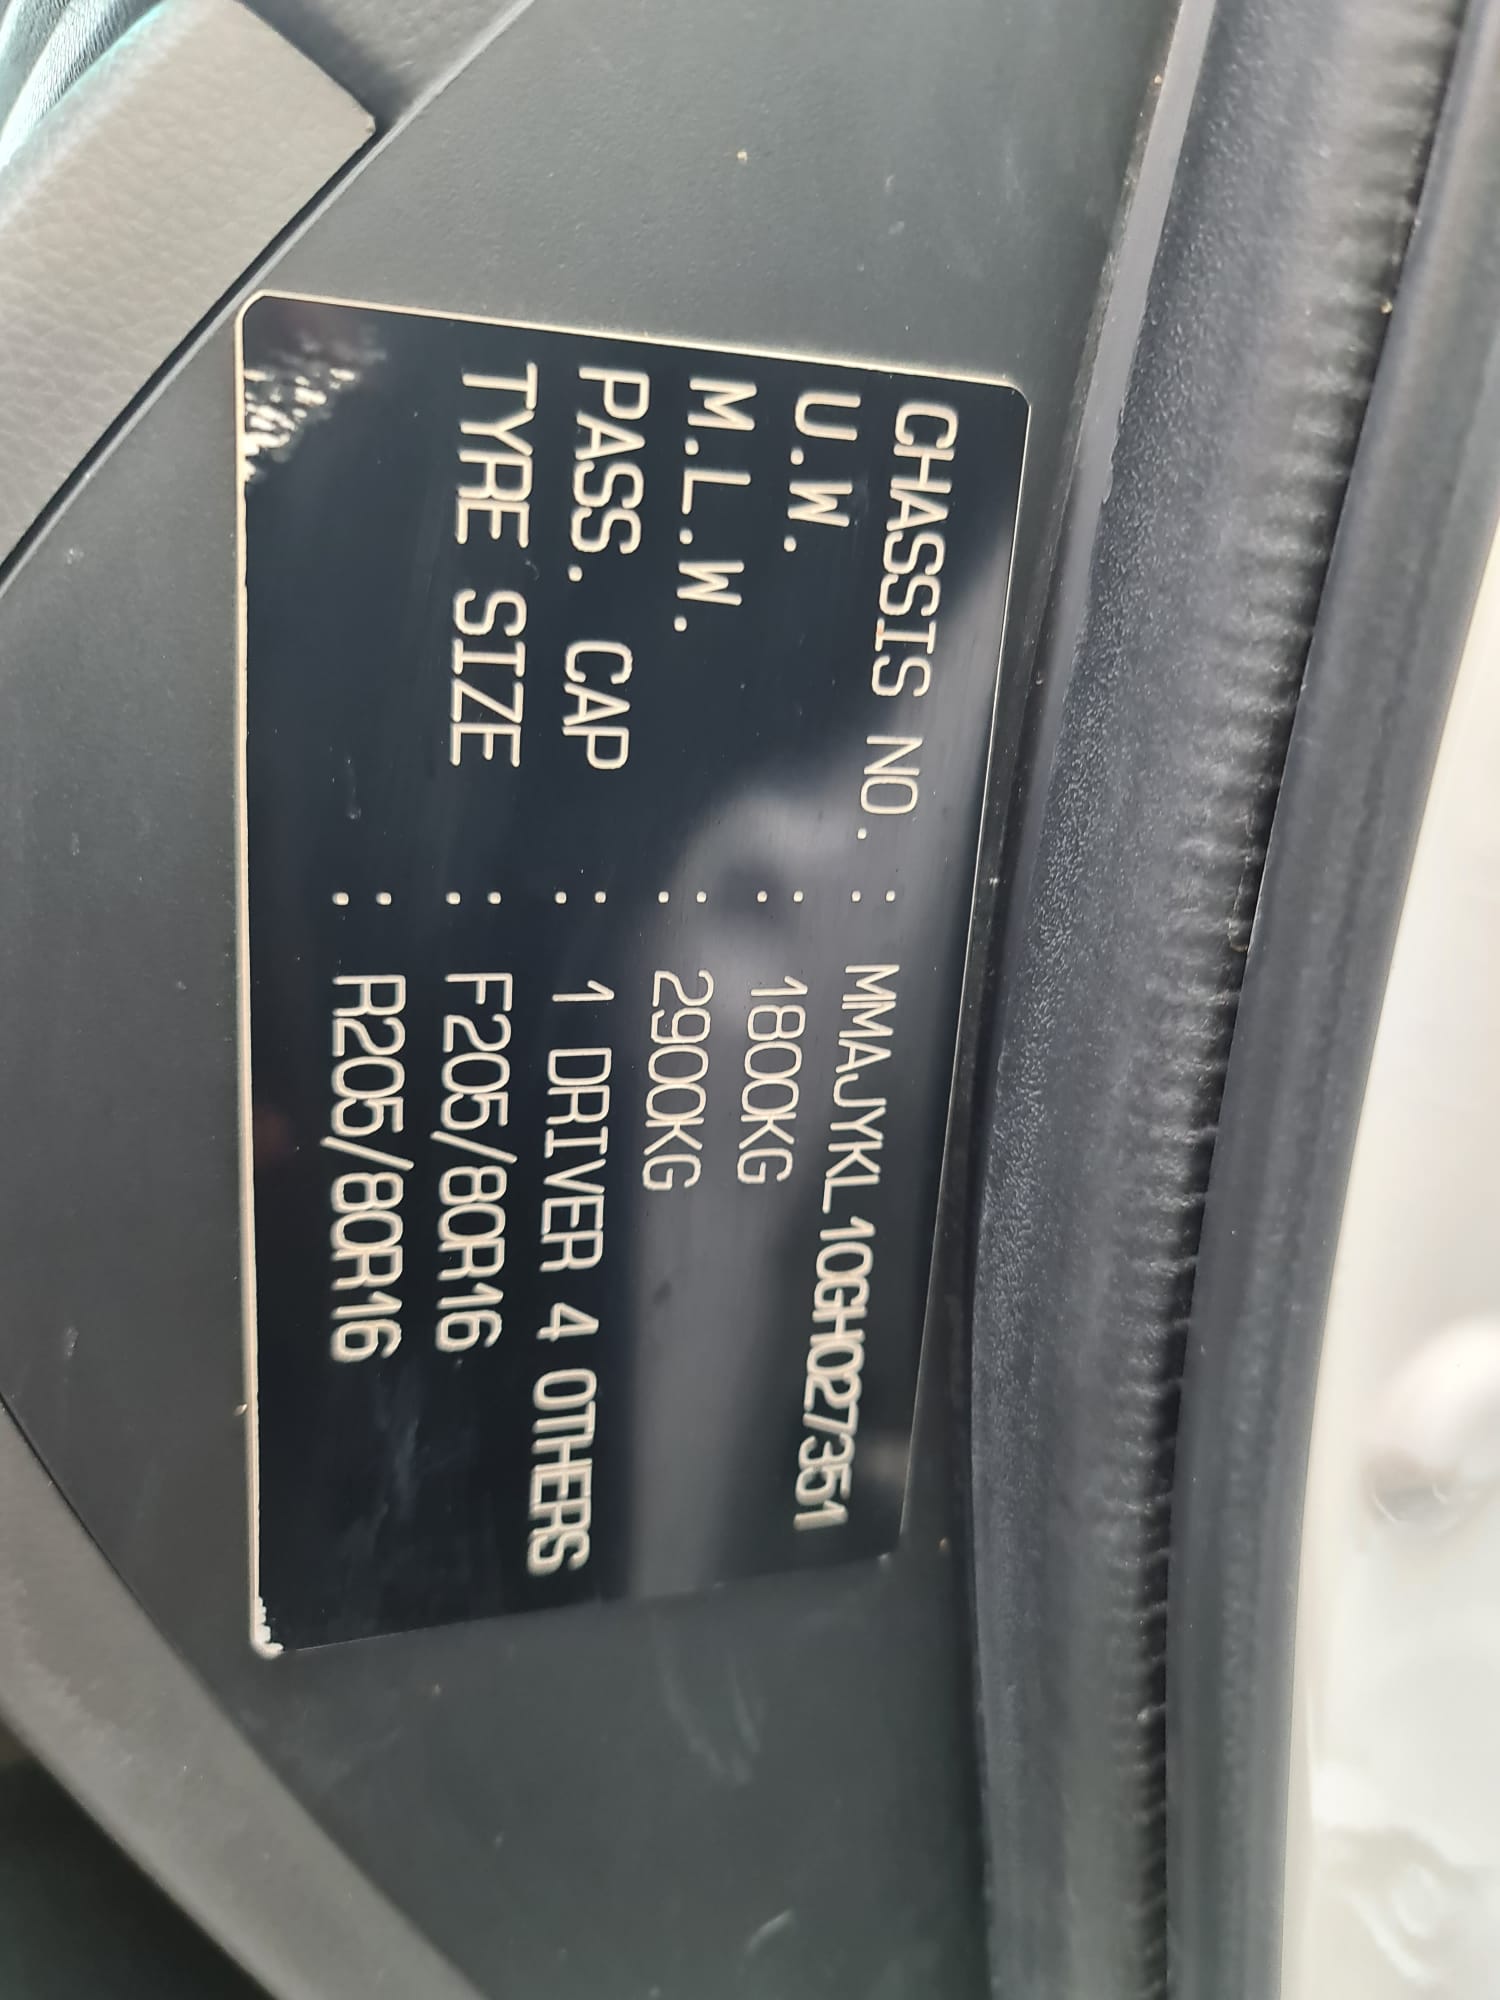 CHASSIS NO. : MMAJYKL10GH027351
U.W. : 1800KG
M.L.W. : 2900KG
PASS. CAP : 1 DRIVER 4 OTHERS
TYRE SIZE : F205/80R16
: R205/80R16